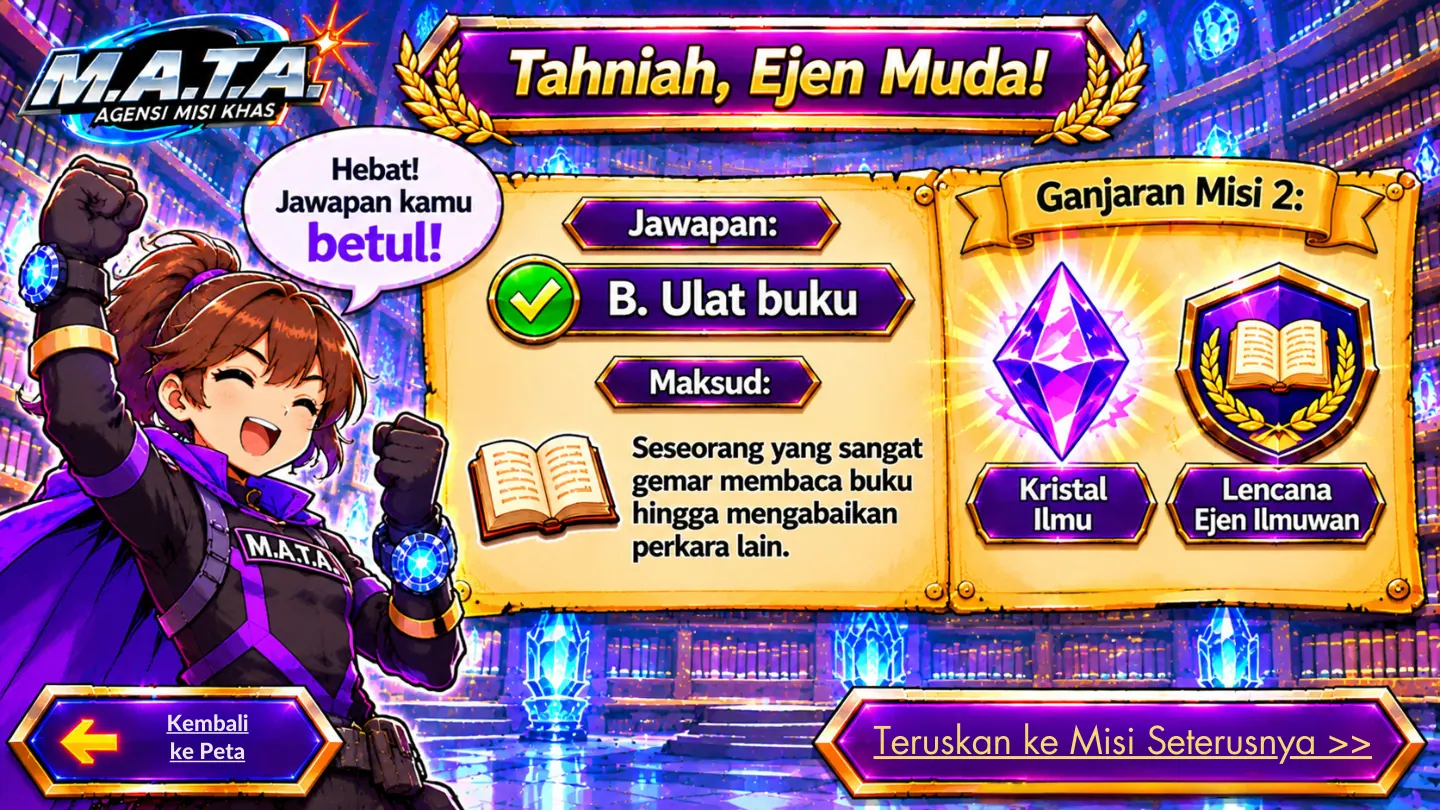 M.A.T.A.
AGENSI MISI KHAS
Tahniah, Ejen Muda!
Hebat!
Jawapan kamu
betul!
Jawapan:
B. Ulat buku
Maksud:
Seseorang yang sangat
gemar membaca buku
hingga mengabaikan
perkara lain.
Ganjaran Misi 2:
Kristal
Ilmu
Lencana
Ejen Ilmuwan
M.A.T.A.
Kembali
ke Peta
Teruskan ke Misi Seterusnya >>